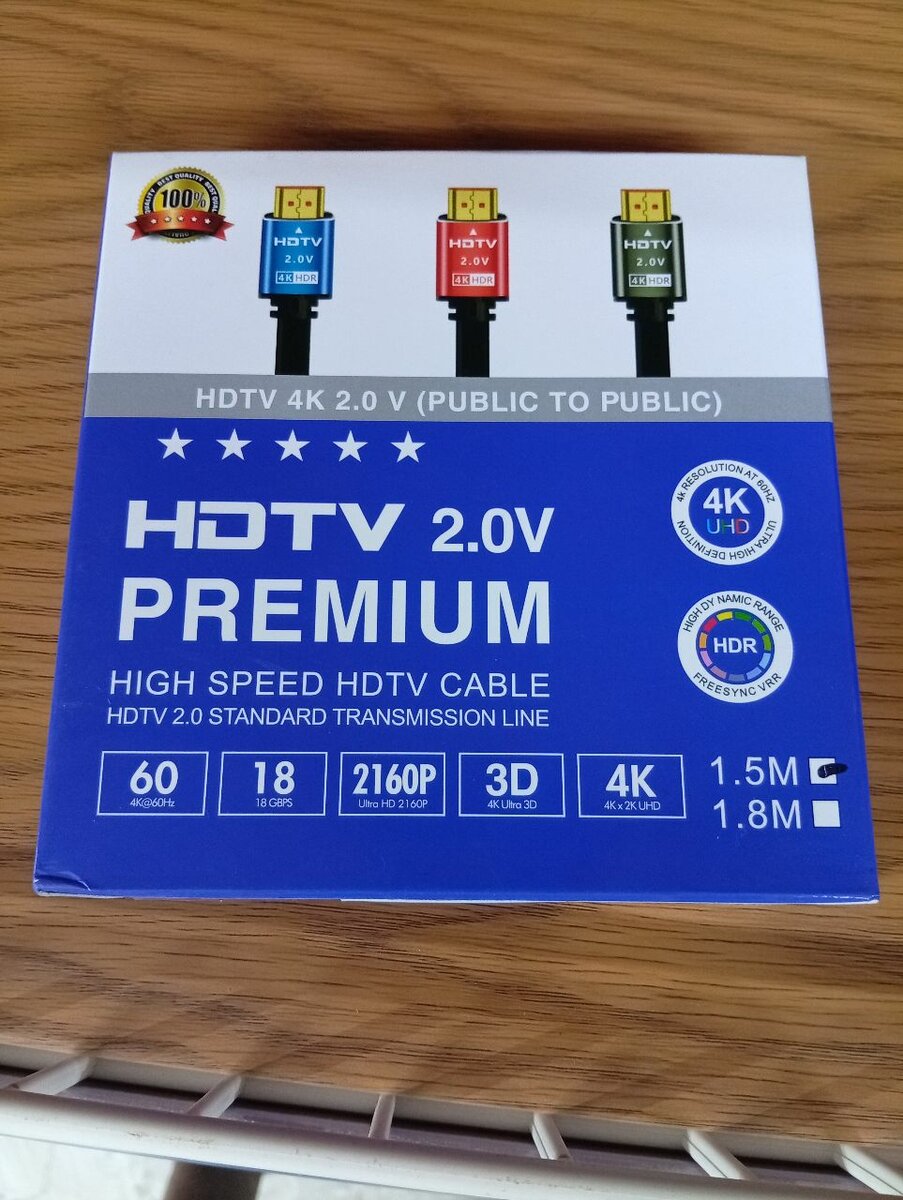 BEST QUALITY
100%
HDTV
2.0V
4K HDR
HDTV
2.0V
4K HDR
HDTV
2.0V
4K HDR
HDTV 4K 2.0 V (PUBLIC TO PUBLIC)
HDTV 2.0V
PREMIUM
HIGH SPEED HDTV CABLE
HDTV 2.0 STANDARD TRANSMISSION LINE
4K RESOLUTION AT 60HZ
4K
UHD
ULTRA HIGH DEFINITION
HIGH DY NAMIC RANGE
HDR
FREESYNC VRR
60
4K@60Hz
18
18 GBPS
2160P
Ultra HD 2160P
3D
4K Ultra 3D
4K
4K x 2K UHD
1.5M
1.8M